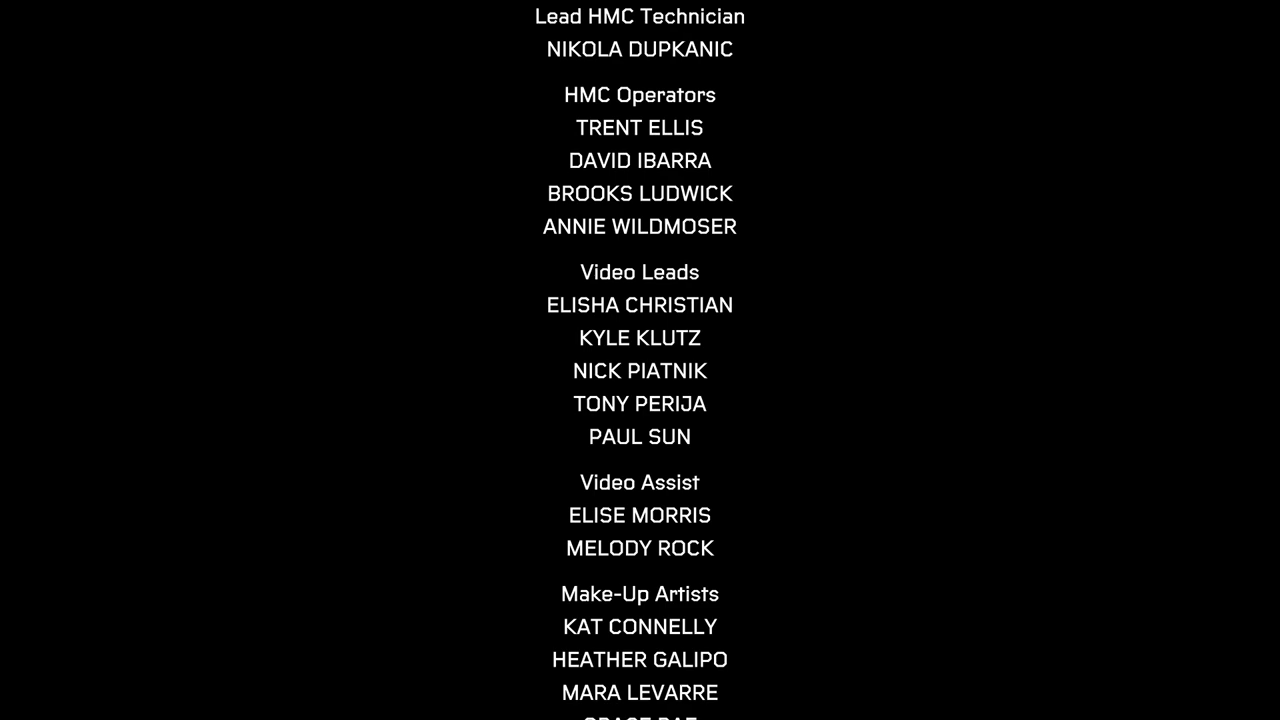 Lead HMC Technician
NIKOLA DUPKANIC
HMC Operators
TRENT ELLIS
DAVID IBARRA
BROOKS LUDWICK
ANNIE WILDMOSER
Video Leads
ELISHA CHRISTIAN
KYLE KLUTZ
NICK PIATNIK
TONY PERIJA
PAUL SUN
Video Assist
ELISE MORRIS
MELODY ROCK
Make-Up Artists
KAT CONNELLY
HEATHER GALIPO
MARA LEVARRE